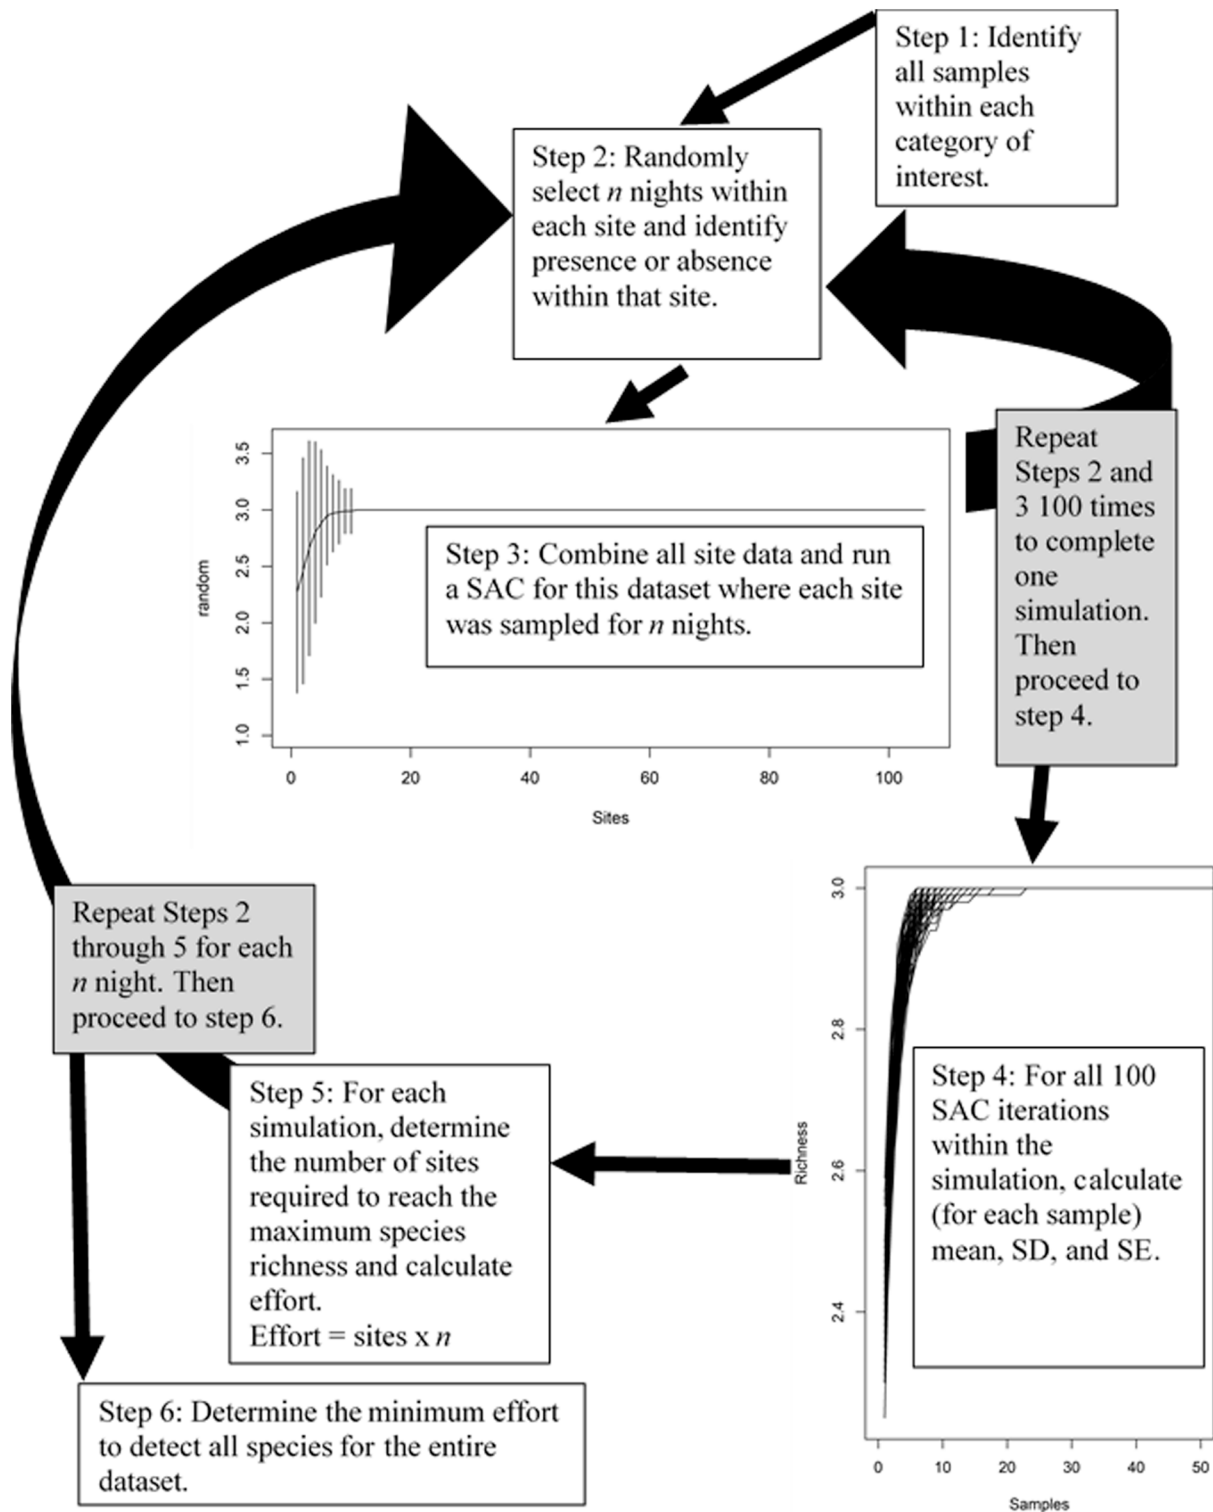 Step 1: Identify
all samples
within each
category of
interest.
Step 2: Randomly
select n nights within
each site and identify
presence or absence
within that site.
3.5
3.0
2.5
2.0
1.5
1.0
random
0 20 40 60 80 100
Sites
Step 3: Combine all site data and run
a SAC for this dataset where each site
was sampled for n nights.
Repeat
Steps 2 and
3 100 times
to complete
one
simulation.
Then
proceed to
step 4.
3.0
2.8
2.6
2.4
Richness
0 10 20 30 40 50
Samples
Step 4: For all 100
SAC iterations
within the
simulation, calculate
(for each sample)
mean, SD, and SE.
Step 5: For each
simulation, determine
the number of sites
required to reach the
maximum species
richness and calculate
effort.
Effort = sites x n
Repeat Steps 2
through 5 for each
n night. Then
proceed to step 6.
Step 6: Determine the minimum effort
to detect all species for the entire
dataset.